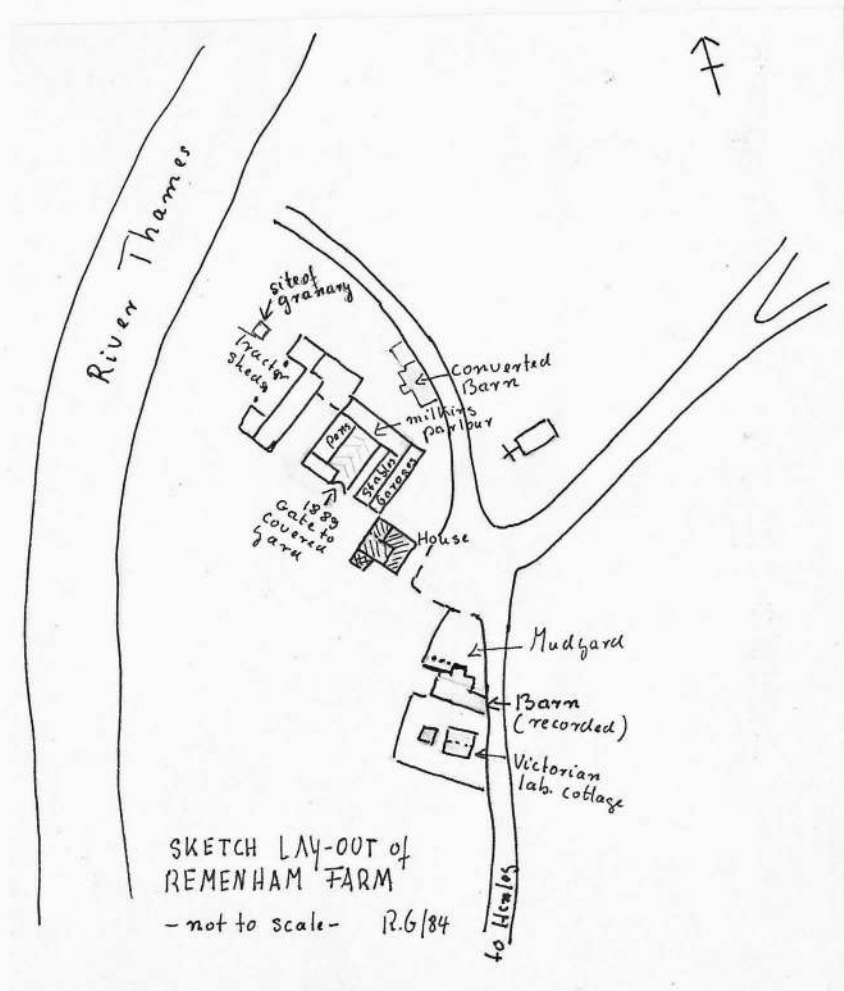 River Thames
site of
granary
Tractor
sheds
converted
Barn
milking
parlour
Pens
Stables
Garages
1889
Gate to
covered
yard
House
Mudyard
Barn
(recorded)
Victorian
lab. cottage
to Henley
SKETCH LAY-OUT of
REMENHAM FARM
- not to scale - R.G/84